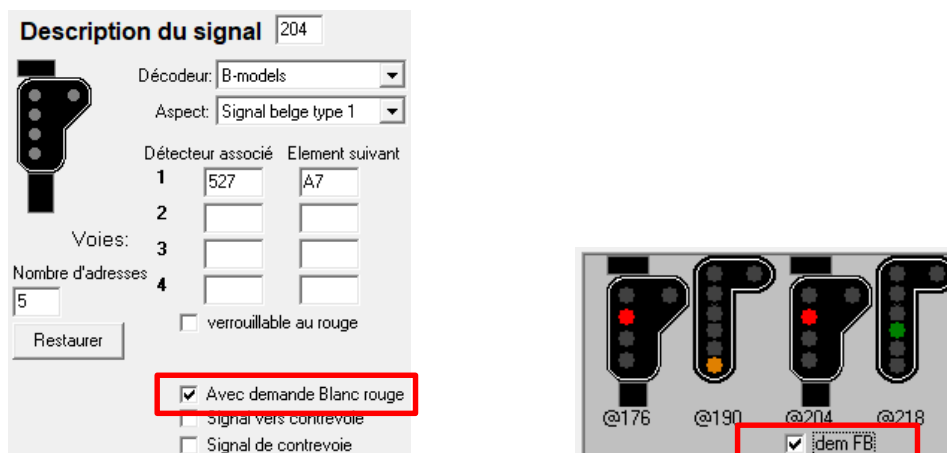 Description du signal 204
Décodeur: B-models
Aspect: Signal belge type 1
Détecteur associé Element suivant
1 527 A7
2
Voies: 3
Nombre d'adresses 4
5
verrouillable au rouge
Restaurer
Avec demande Blanc rouge
Signal vers contrevoie
Signal de contrevoie
@176 @190 @204 @218
dem FB